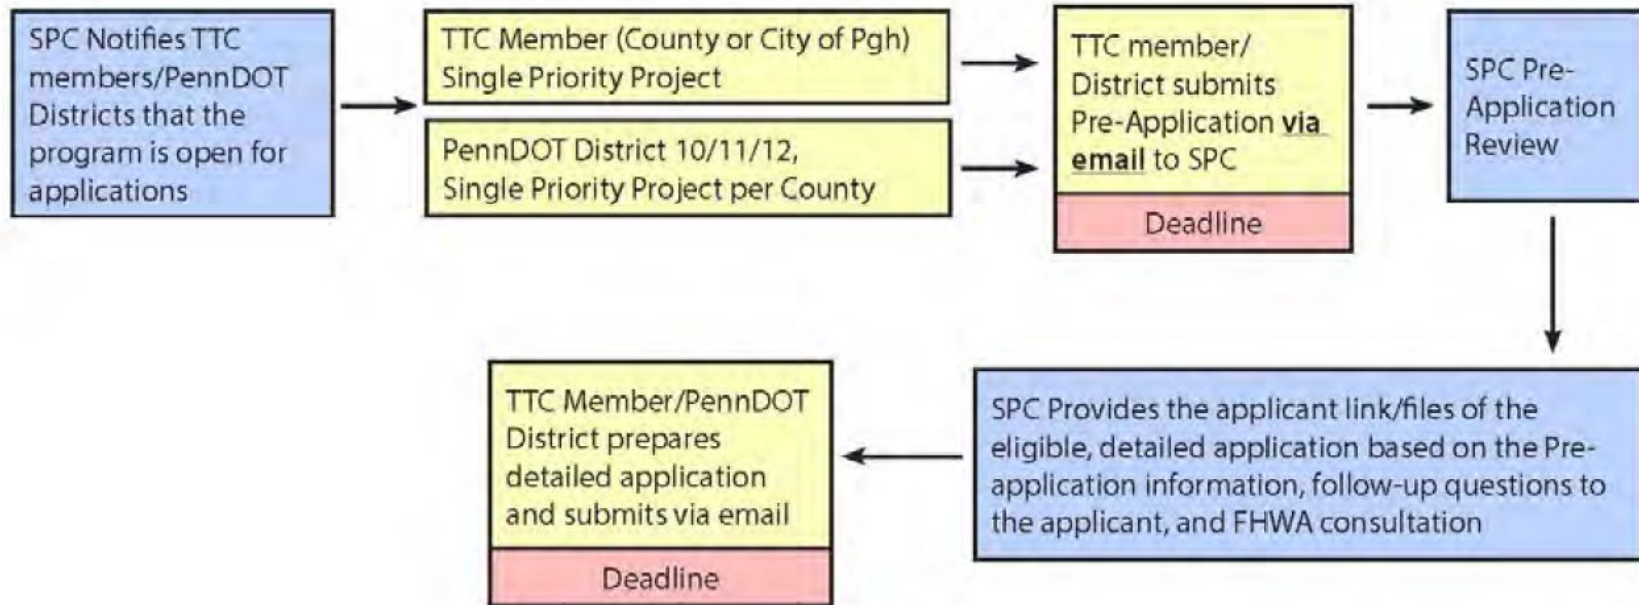 SPC Notifies TTC
members/PennDOT
Districts that the
program is open for
applications
TTC Member (County or City of Pgh)
Single Priority Project
PennDOT District 10/11/12,
Single Priority Project per County
TTC member/
District submits
Pre-Application via
email to SPC
Deadline
SPC Pre-
Application
Review
SPC Provides the applicant link/files of the
eligible, detailed application based on the Pre-
application information, follow-up questions to
the applicant, and FHWA consultation
TTC Member/PennDOT
District prepares
detailed application
and submits via email
Deadline